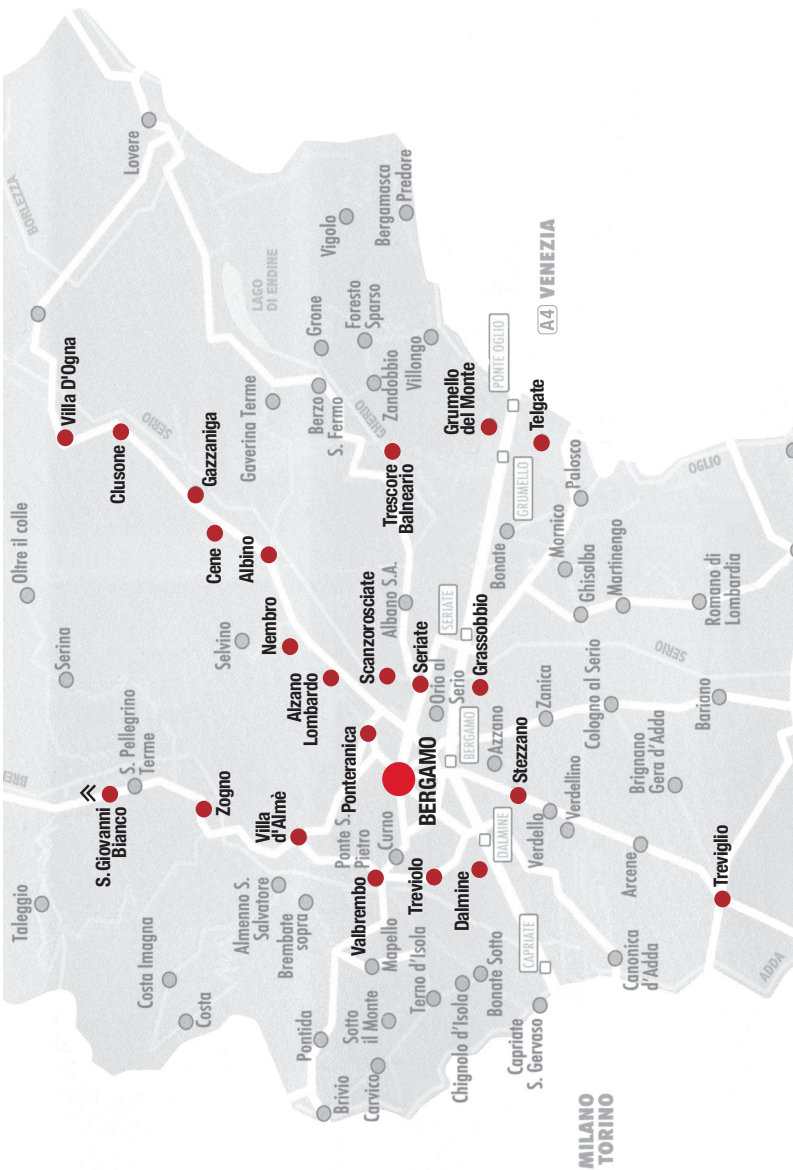 Taleggio
Oltre il colle
BORLEZZA
Lovere
Serina
Villa D'Ogna
Costa Imagna
S. Giovanni
Bianco
S. Pellegrino
Terme
BRE
Clusone
SERIO
Costa
Zogno
Gazzaniga
Cene
LAGO
DI ENDINE
Almenno S.
Salvatore
Brembate
sopra
Villa
d'Almè
Selvino
Nembro
Albino
Gaverina Terme
Grone
Berzo
S. Fermo
Vigolo
Pontida
Alzano
Lombardo
Foresto
Sparso
Brivio
Carvico
Sotto
il Monte
Mapello
Valbrembo
Ponte S.
Pietro
Curno
Ponteranica
Scanzorosciate
Albano S.A.
Trescore
Balneario
CHERIO
Zandobbio
Villongo
Bergamasca
Predore
BERGAMO
Seriate
Terno d'Isola
Treviolo
Orio al
Serio
SERIATE
Chignolo d'Isola
Bonate Sotto
Dalmine
DALMINE
BERGAMO
Azzano
Grassobbio
Bonate
GRUMELLO
Grumello
del Monte
PONTE OGLIO
Capriate
S. Gervaso
CAPRIATE
Stezzano
Zanica
Telgate
A4 VENEZIA
Verdello
Verdellino
Mornico
Palosco
Ghisalba
MILANO
TORINO
Canonica
d'Adda
Arcene
Cologno al Serio
Martinengo
Brignano
Gera d'Adda
SERIO
OGLIO
ADDA
Treviglio
Bariano
Romano di
Lombardia